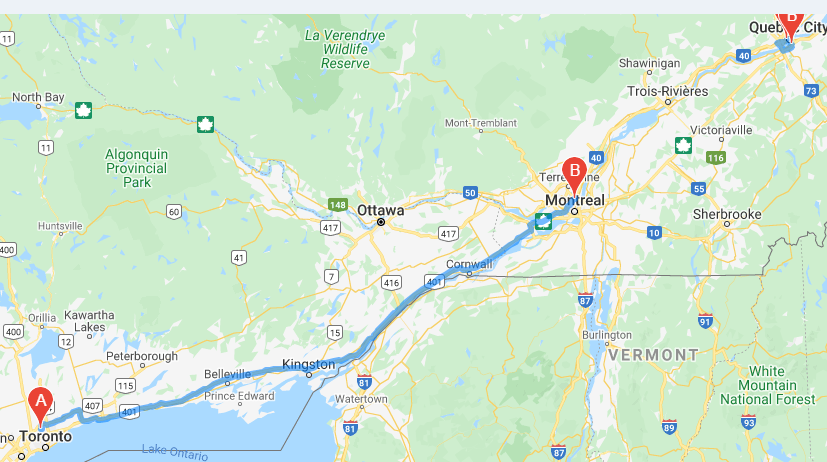 B
Quebec City
La Verendrye
Wildlife
Reserve
11
40
Shawinigan
73
North Bay
Trois-Rivières
Mont-Tremblant
Victoriaville
11
Algonquin
Provincial
Park
40
116
B
50
55
148
60
Ottawa
Montreal
Sherbrooke
Huntsville
417
417
10
400
41
Cornwall
7
416
401
87
Orillia
Kawartha
Lakes
400
12
15
91
Burlington
VERMONT
Peterborough
Kingston
Belleville
White
Mountain
National Forest
115
81
A
Prince Edward
Watertown
407
401
93
81
89
Toronto
Lake Ontario
87